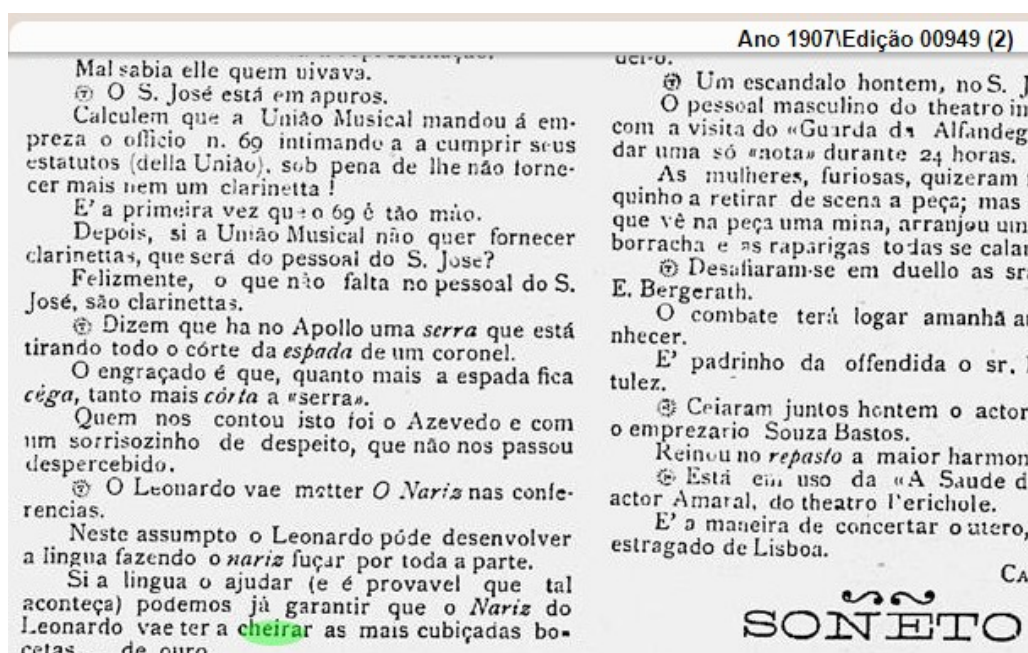 Ano 1907\Edição 00949 (2)
Mal sabia elle quem uivava.
O S. José está em apuros.
Calculem que a União Musical mandou á em-
preza o officio n. 69 intimando a a cumprir seus
estatutos (della União), sob pena de lhe não forne-
cer mais nem um clarinetta !
E' a primeira vez que o 69 é tão máo.
Depois, si a União Musical não quer fornecer
clarinettas, que será do pessoal do S. José?
Felizmente, o que não falta no pessoal do S.
José, são clarinettas.
Dizem que ha no Apollo uma serra que está
tirando todo o córte da espada de um coronel.
O engraçado é que, quanto mais a espada fica
céga, tanto mais córta a «serra».
Quem nos contou isto foi o Azevedo e com
um sorrisozinho de despeito, que não nos passou
despercebido.
O Leonardo vae metter O Nariz nas confe-
rencias.
Neste assumpto o Leonardo póde desenvolver
a lingua fazendo o nariz fuçar por toda a parte.
Si a lingua o ajudar (e é provavel que tal
aconteça) podemos já garantir que o Nariz do
Leonardo vae ter a cheirar as mais cubiçadas bo-
cetas... de ouro
Um escandalo hontem, no S. J
O pessoal masculino do theatro in
com a visita do «Guarda da Alfandeg
dar uma só «nota» durante 24 horas.
As mulheres, furiosas, quizeram
quinho a retirar de scena a peça; mas
que vê na peça uma mina, arranjou um
borracha e as raparigas todas se cala
Desafiaram-se em duello as sr
E. Bergerath.
O combate terá logar amanhã a
nhecer.
E' padrinho da offendida o sr.
tulez.
Ceiaram juntos hontem o actor
o emprezario Souza Bastos.
Reinou no repasto a maior harmon
Está em uso da «A Saude d
actor Amaral, do theatro Perichole.
E' a maneira de concertar o utero,
estragado de Lisboa.
CA
SONETO